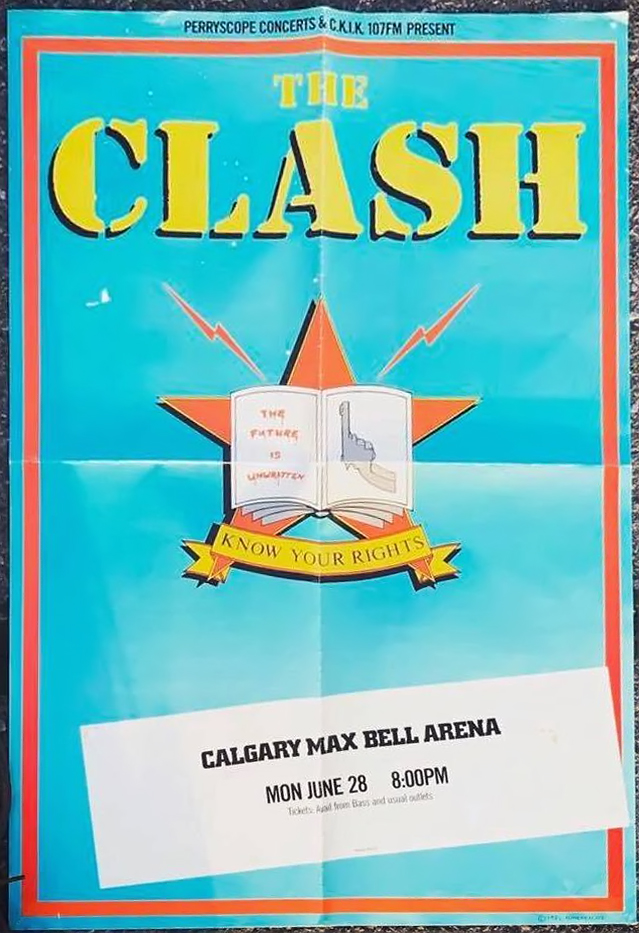 PERRYSCOPE CONCERTS & C.K.I.K. 107FM PRESENT
THE
CLASH
THE
FUTURE
IS
UNWRITTEN
KNOW YOUR RIGHTS
CALGARY MAX BELL ARENA
MON JUNE 28 8:00PM
Tickets: Avail from Bass and usual outlets